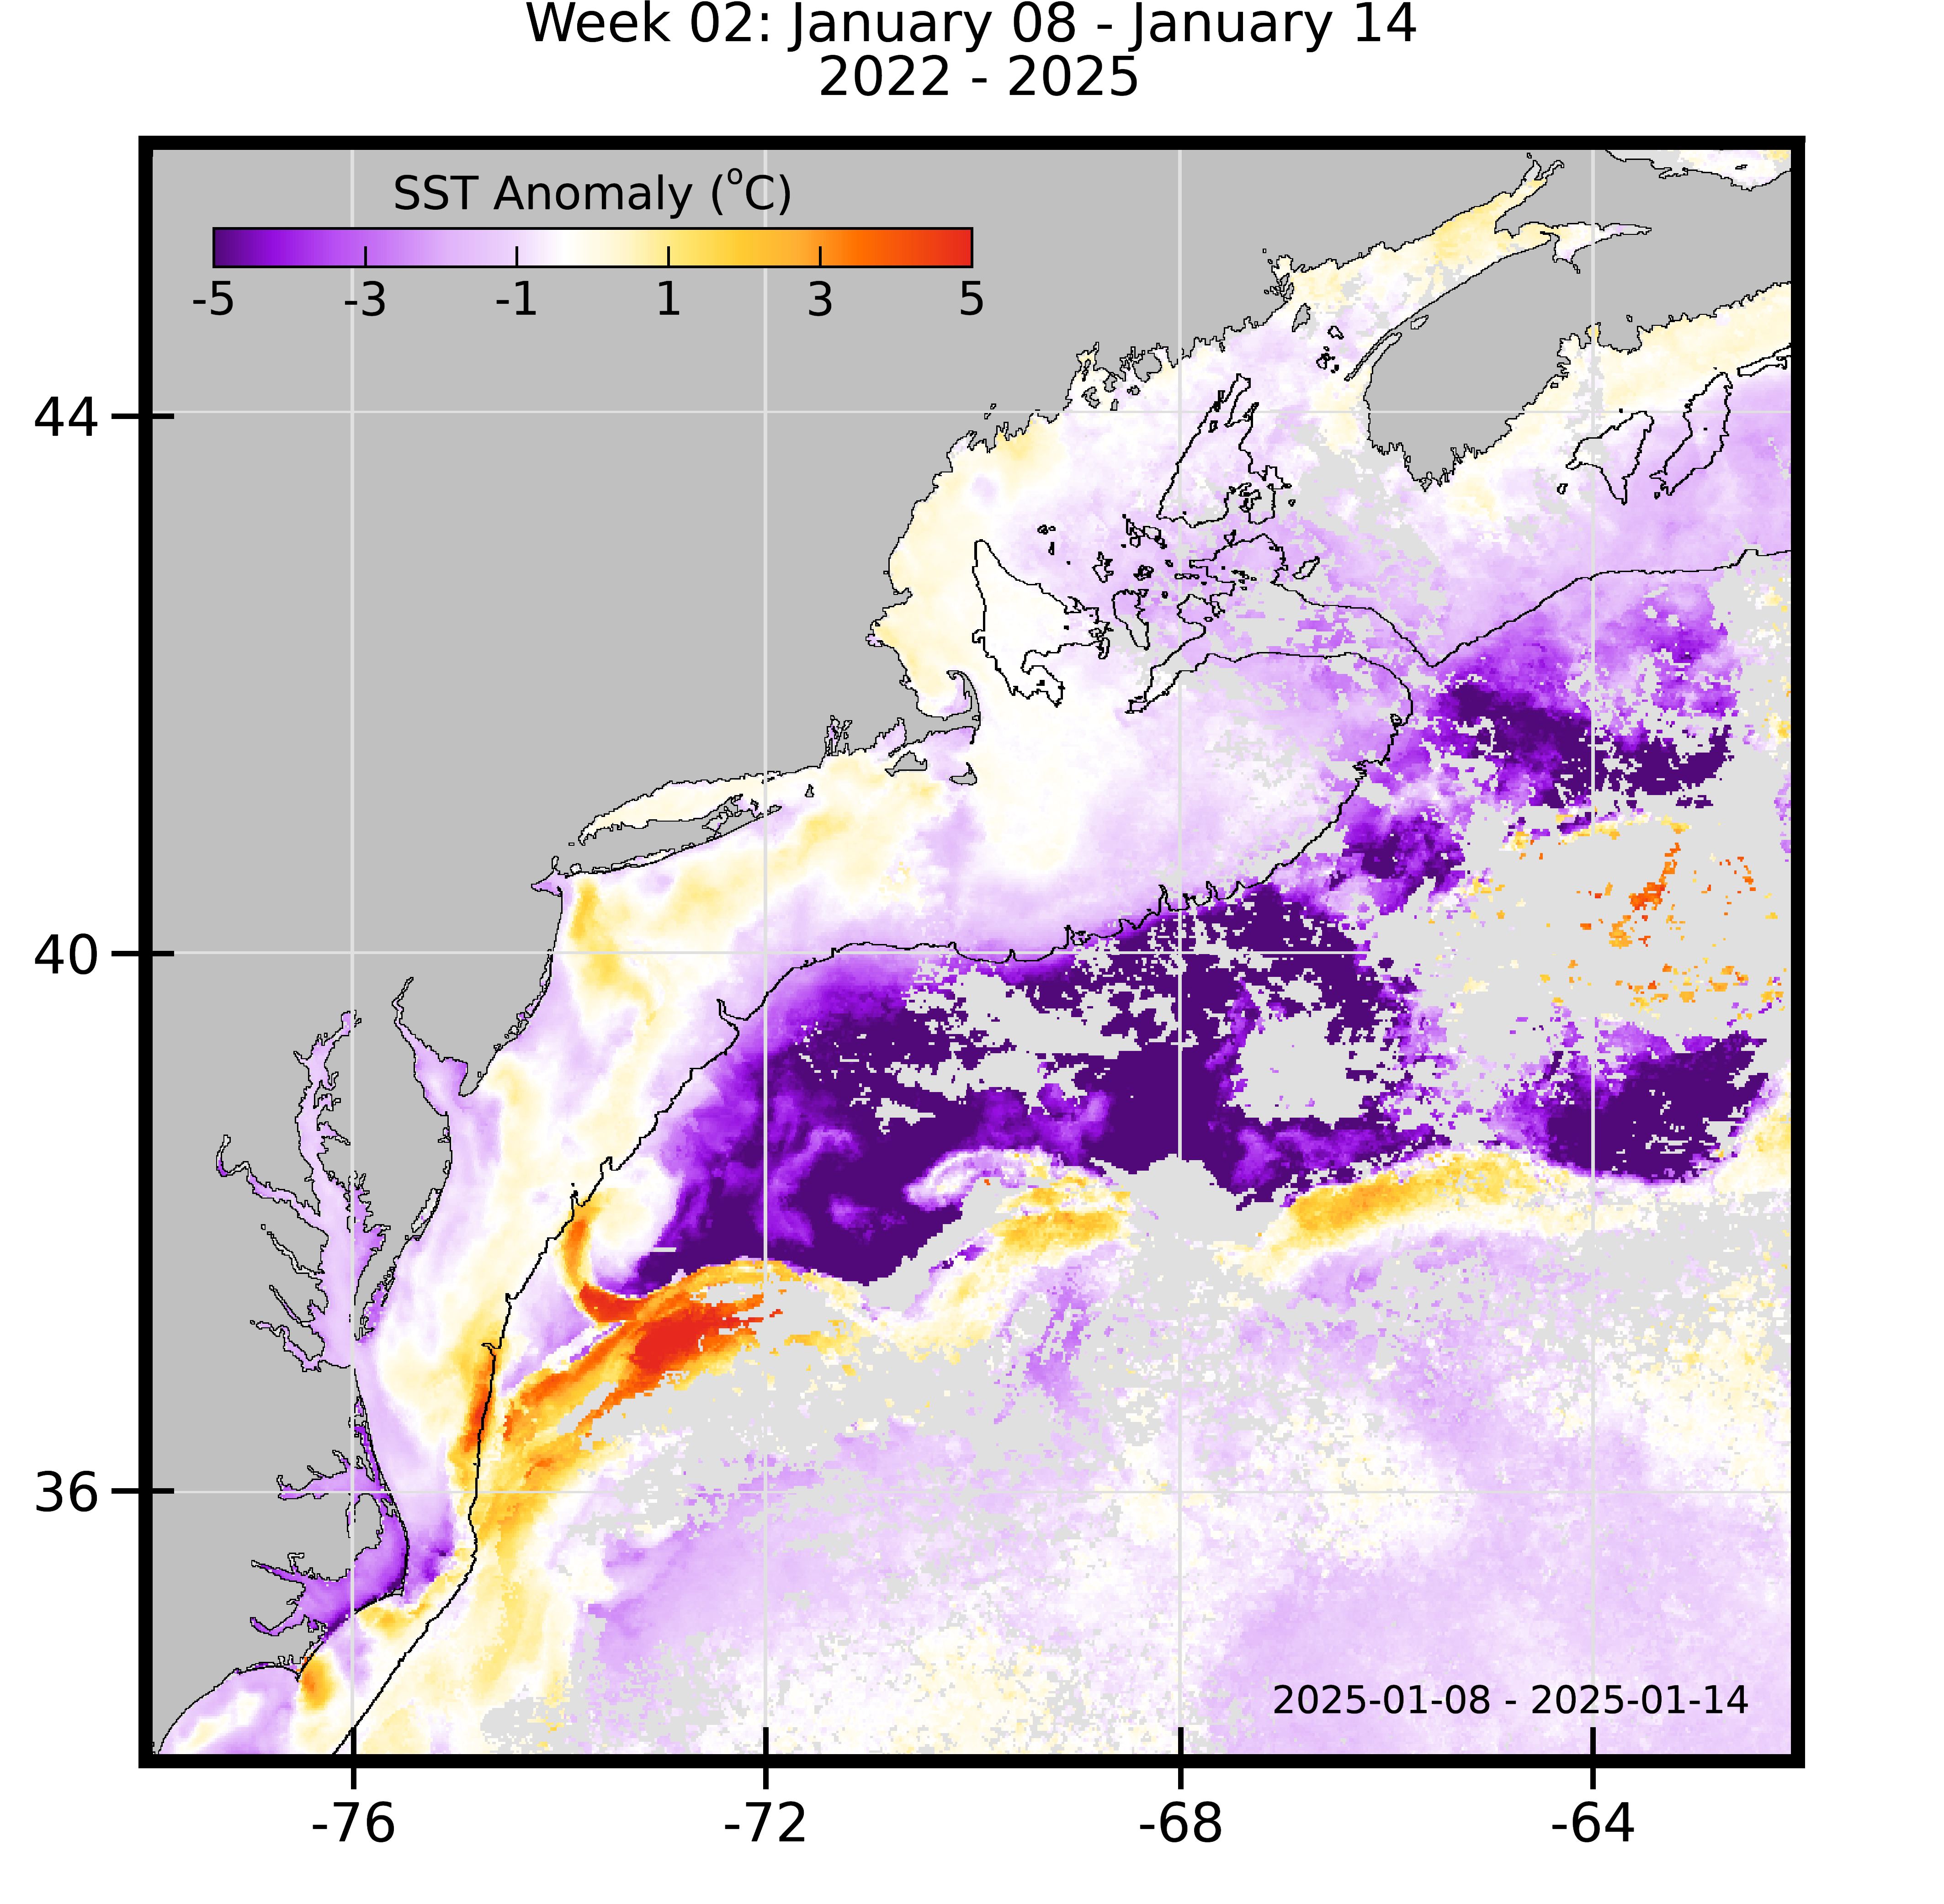 Week 02: January 08 - January 14
2022 - 2025
SST Anomaly (°C)
-5 -3 -1 1 3 5
44
40
36
2025-01-08 - 2025-01-14
-76 -72 -68 -64